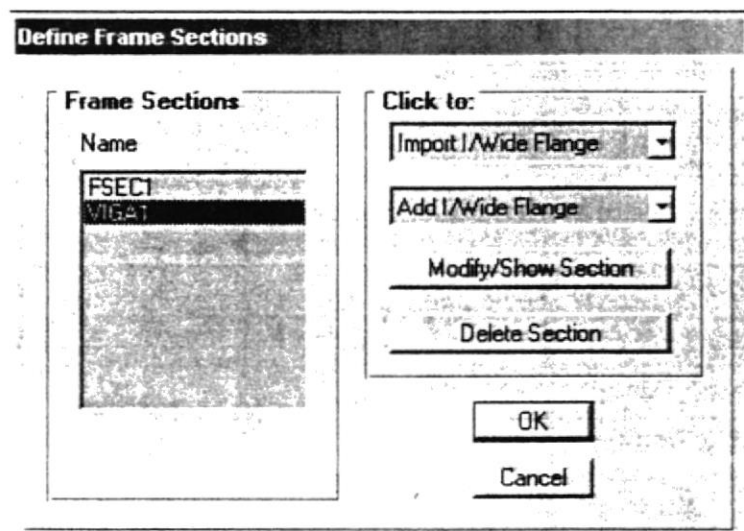 Define Frame Sections
Frame Sections
Name
FSEC1
VIGA1
Click to:
Import I/Wide Flange
Add I/Wide Flange
Modify/Show Section
Delete Section
OK
Cancel